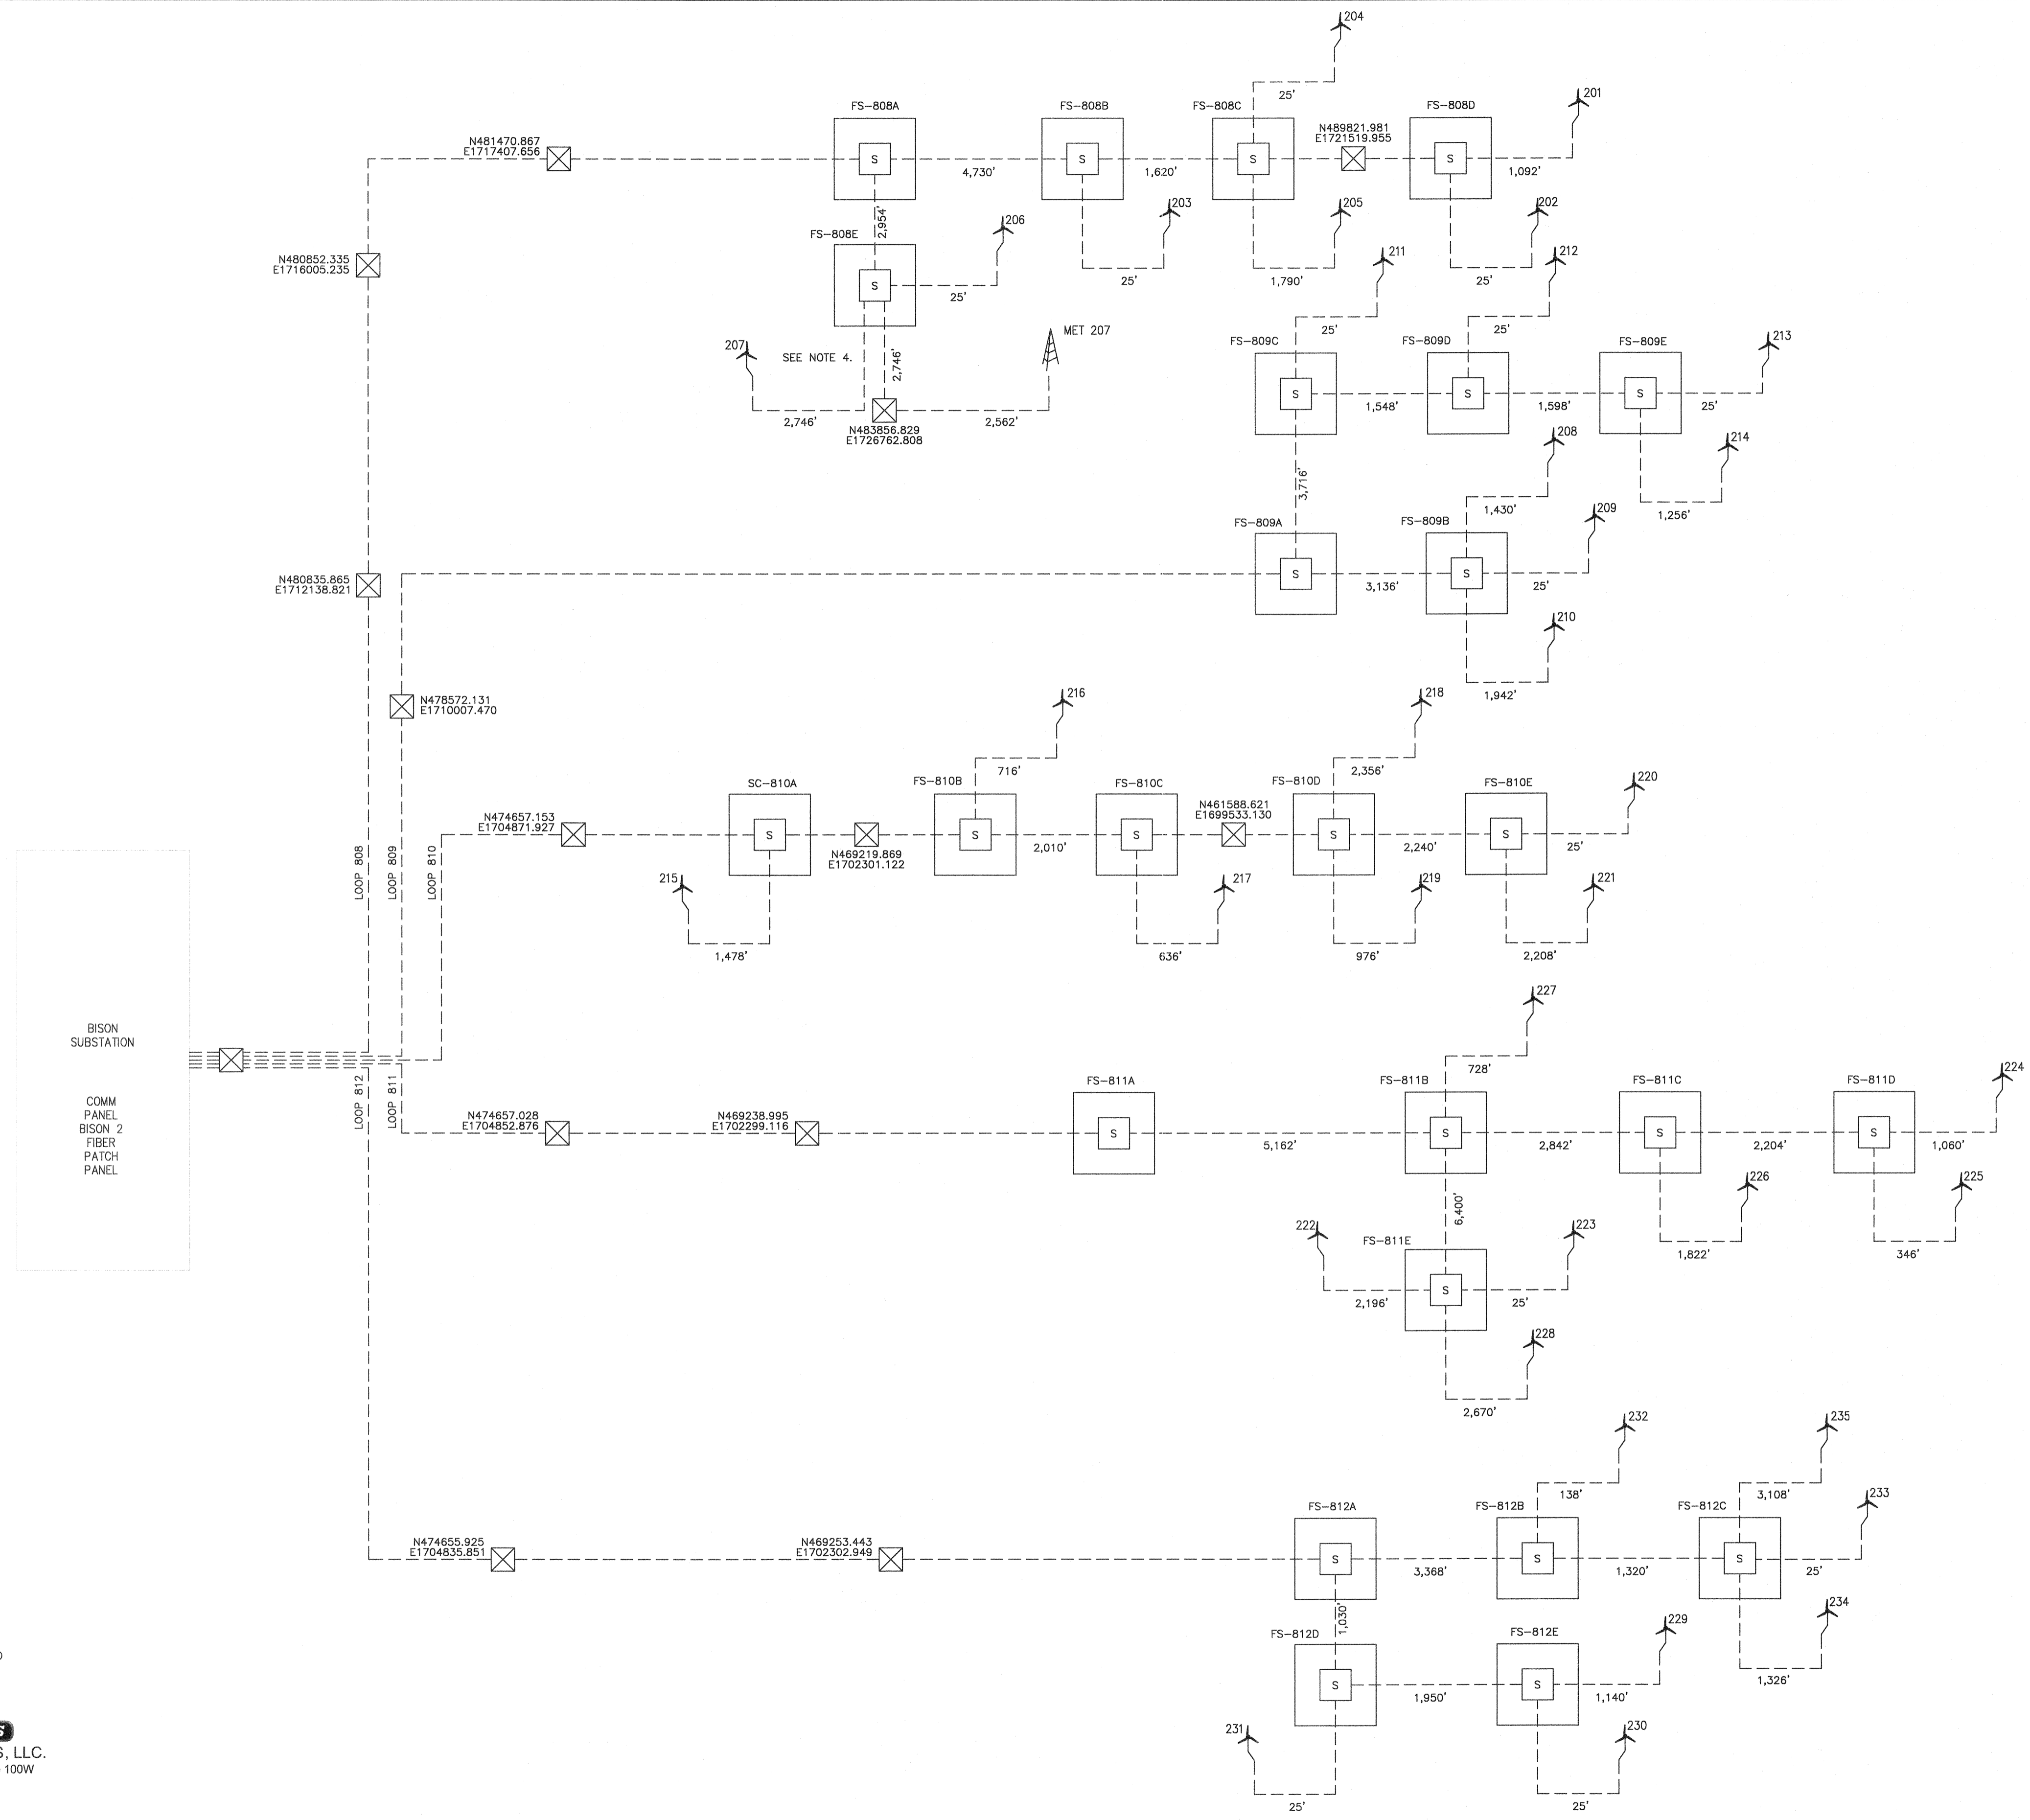 204
25'
FS-808A
FS-808B
FS-808C
FS-808D
201
N481470.867
E1717407.656
N489821.981
E1721519.955
S
S
S
S
4,730'
1,620'
1,092'
2,954'
206
203
205
202
FS-808E
S
25'
25'
1,790'
25'
N480852.335
E1716005.235
211
212
207
SEE NOTE 4.
2,746'
MET 207
25'
25'
FS-809C
FS-809D
FS-809E
213
S
S
S
2,746'
2,562'
1,548'
1,598'
25'
N483856.829
E1726762.808
208
214
3,716'
1,430'
1,256'
209
FS-809A
FS-809B
N480835.865
E1712138.821
S
S
3,136'
25'
210
1,942'
N478572.131
E1710007.470
216
218
716'
2,356'
SC-810A
FS-810B
FS-810C
FS-810D
FS-810E
220
N474657.153
E1704871.927
N461588.621
E1699533.130
S
S
S
S
S
2,010'
2,240'
25'
N469219.869
E1702301.122
LOOP 808
LOOP 809
LOOP 810
215
217
219
221
1,478'
636'
976'
2,208'
227
BISON
SUBSTATION
728'
LOOP 812
LOOP 811
FS-811A
FS-811B
FS-811C
FS-811D
224
COMM
PANEL
BISON 2
FIBER
PATCH
PANEL
N474657.028
E1704852.876
N469238.995
E1702299.116
S
S
S
S
5,162'
2,842'
2,204'
1,060'
226
225
6,400'
222
223
FS-811E
1,822'
346'
S
2,196'
25'
228
2,670'
232
235
138'
3,108'
FS-812A
FS-812B
FS-812C
233
N474655.925
E1704835.851
N469253.443
E1702302.949
S
S
S
3,368'
1,320'
25'
1,030'
234
229
FS-812D
FS-812E
1,326'
S
S
1,950'
1,140'
231
230
25'
25'
S, LLC.
100W